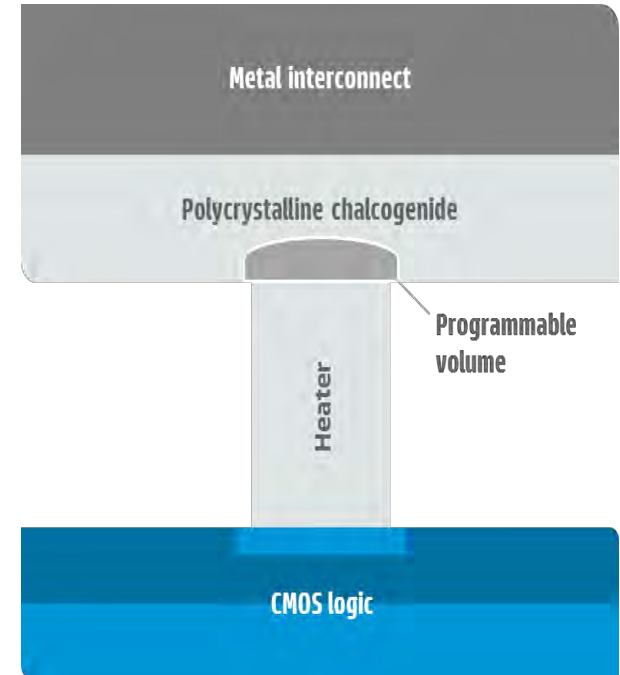 Metal interconnect
Polycrystalline chalcogenide
Programmable
volume
Heater
CMOS logic